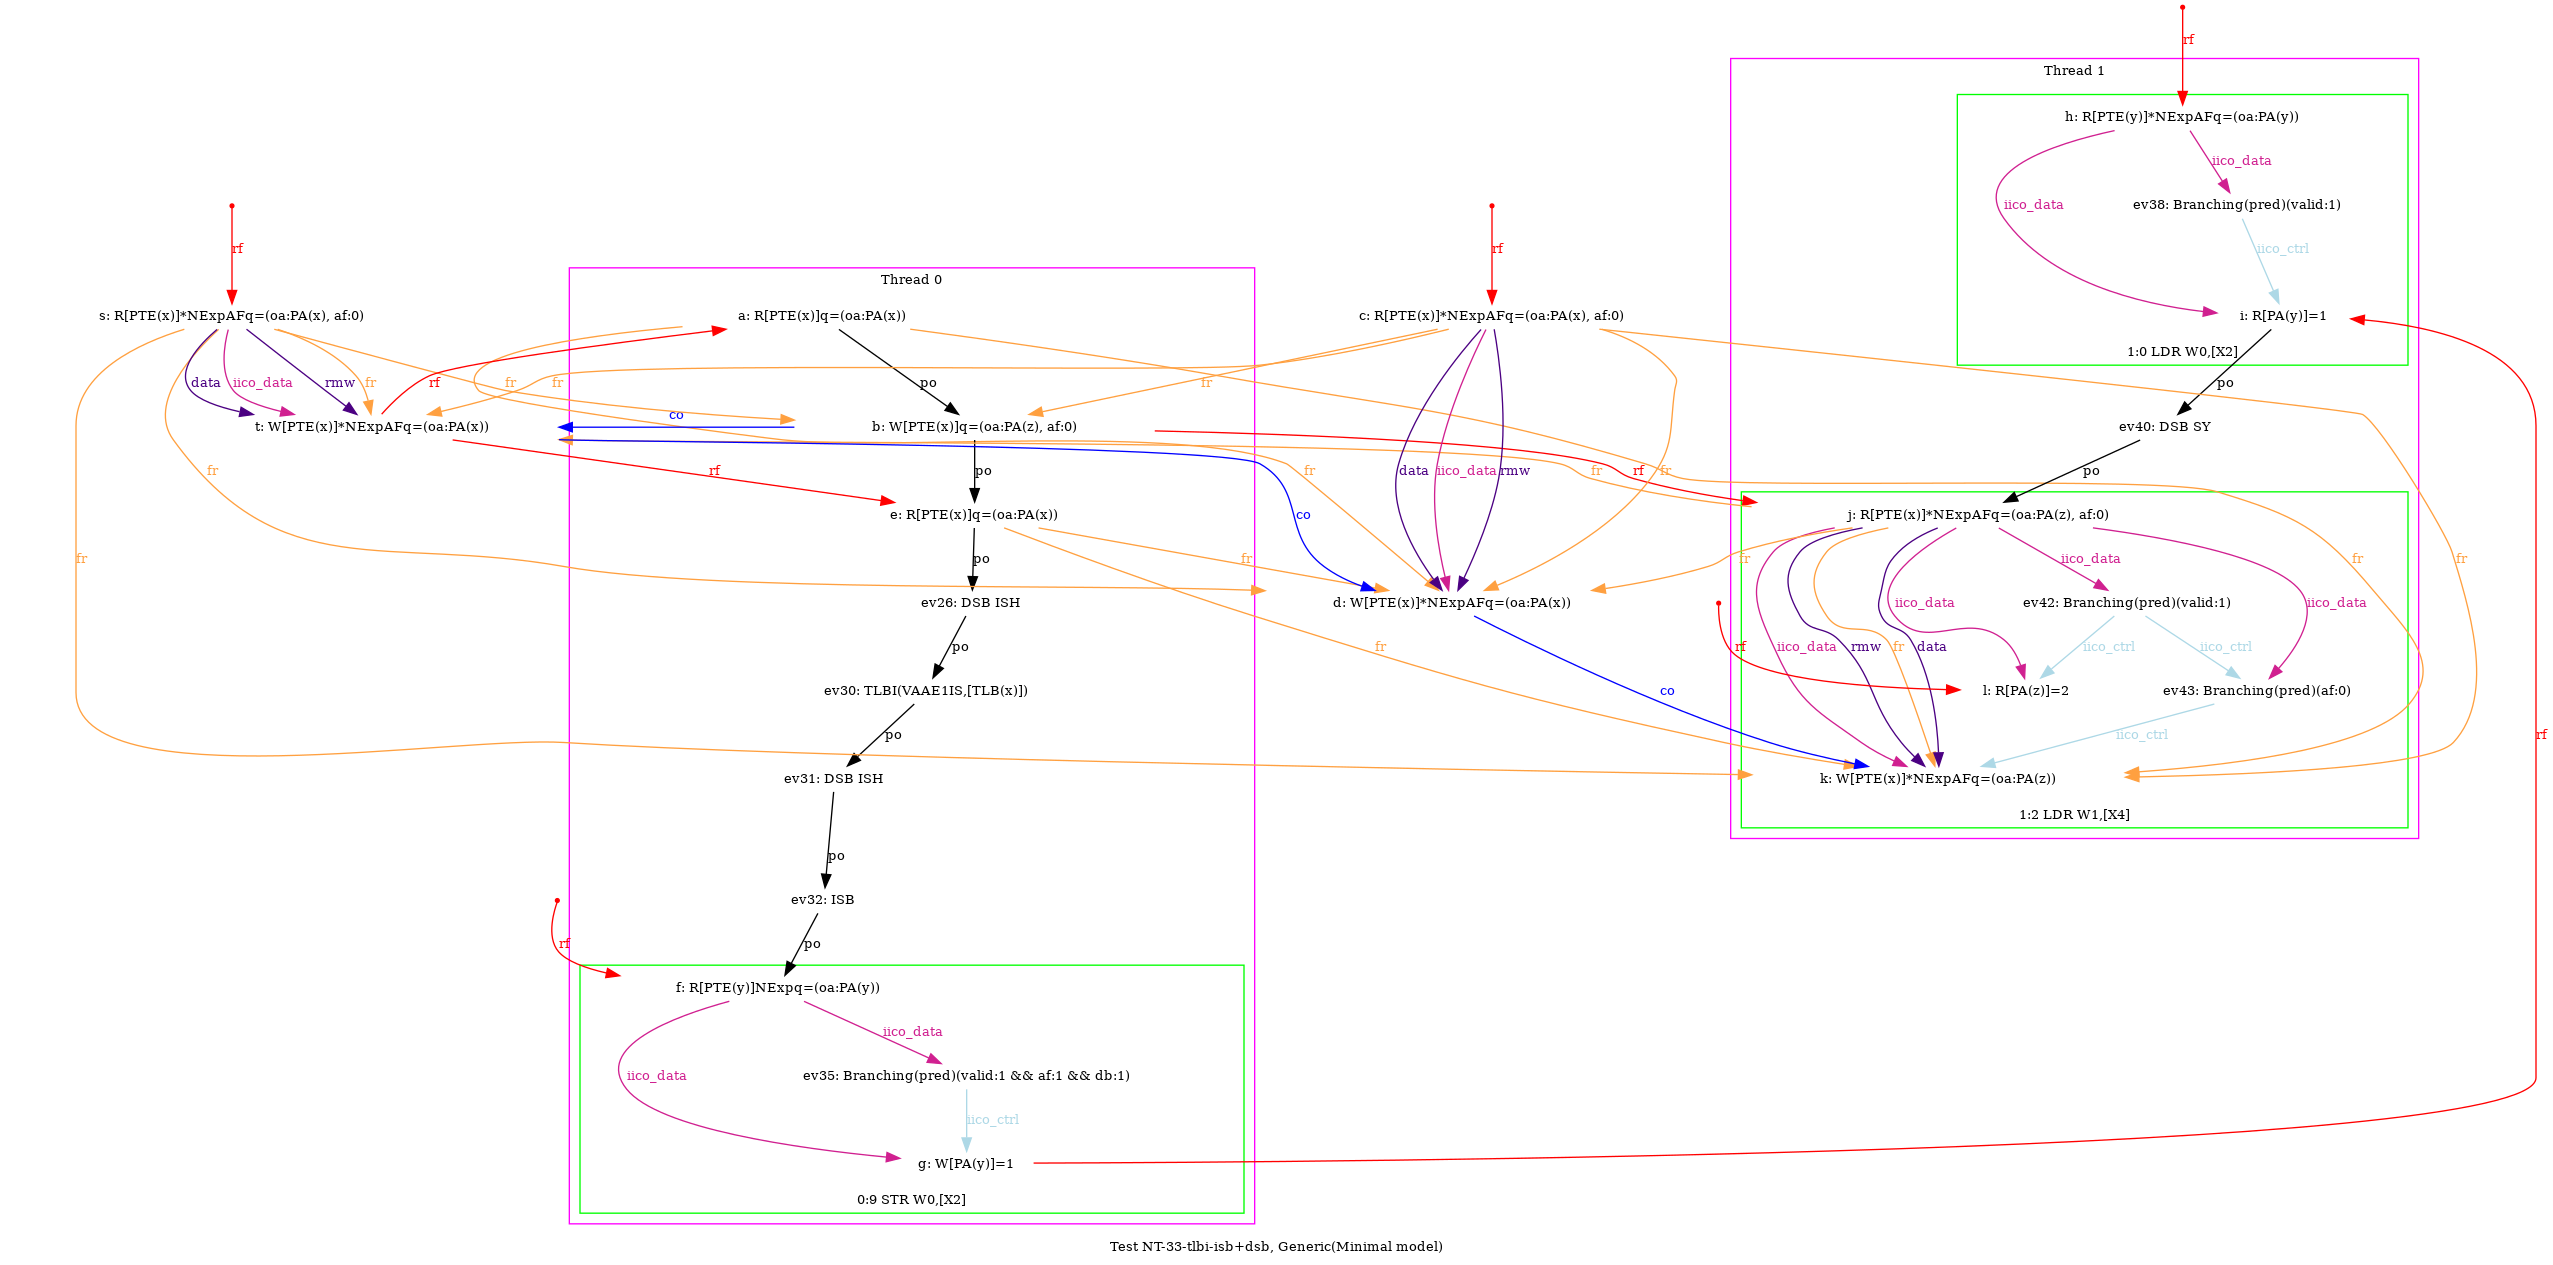 rf
Thread 1
h: R[PTE(y)]*NExpAFq=(oa:PA(y))
iico_data
ev38: Branching(pred)(valid:1)
iico_data
iico_ctrl
i: R[PA(y)]=1
1:0 LDR W0,[X2]
po
ev40: DSB SY
po
rf
rf
Thread 0
s: R[PTE(x)]*NExpAFq=(oa:PA(x), af:0)
a: R[PTE(x)]q=(oa:PA(x))
c: R[PTE(x)]*NExpAFq=(oa:PA(x), af:0)
data
iico_data
rmw
fr
rf
fr
fr
po
fr
co
t: W[PTE(x)]*NExpAFq=(oa:PA(x))
b: W[PTE(x)]q=(oa:PA(z), af:0)
fr
rf
po
fr
data
iico_data
rmw
fr
rf
fr
e: R[PTE(x)]q=(oa:PA(x))
co
j: R[PTE(x)]*NExpAFq=(oa:PA(z), af:0)
fr
po
fr
fr
iico_data
fr
fr
ev26: DSB ISH
d: W[PTE(x)]*NExpAFq=(oa:PA(x))
iico_data
ev42: Branching(pred)(valid:1)
iico_data
po
fr
rf
iico_data
rmw
fr
data
iico_ctrl
iico_ctrl
ev30: TLBI(VAAE1IS,[TLB(x)])
co
l: R[PA(z)]=2
ev43: Branching(pred)(af:0)
po
iico_ctrl
rf
ev31: DSB ISH
k: W[PTE(x)]*NExpAFq=(oa:PA(z))
1:2 LDR W1,[X4]
po
ev32: ISB
rf
po
f: R[PTE(y)]NExpq=(oa:PA(y))
iico_data
iico_data
ev35: Branching(pred)(valid:1 && af:1 && db:1)
iico_ctrl
g: W[PA(y)]=1
0:9 STR W0,[X2]
Test NT-33-tlbi-isb+dsb, Generic(Minimal model)